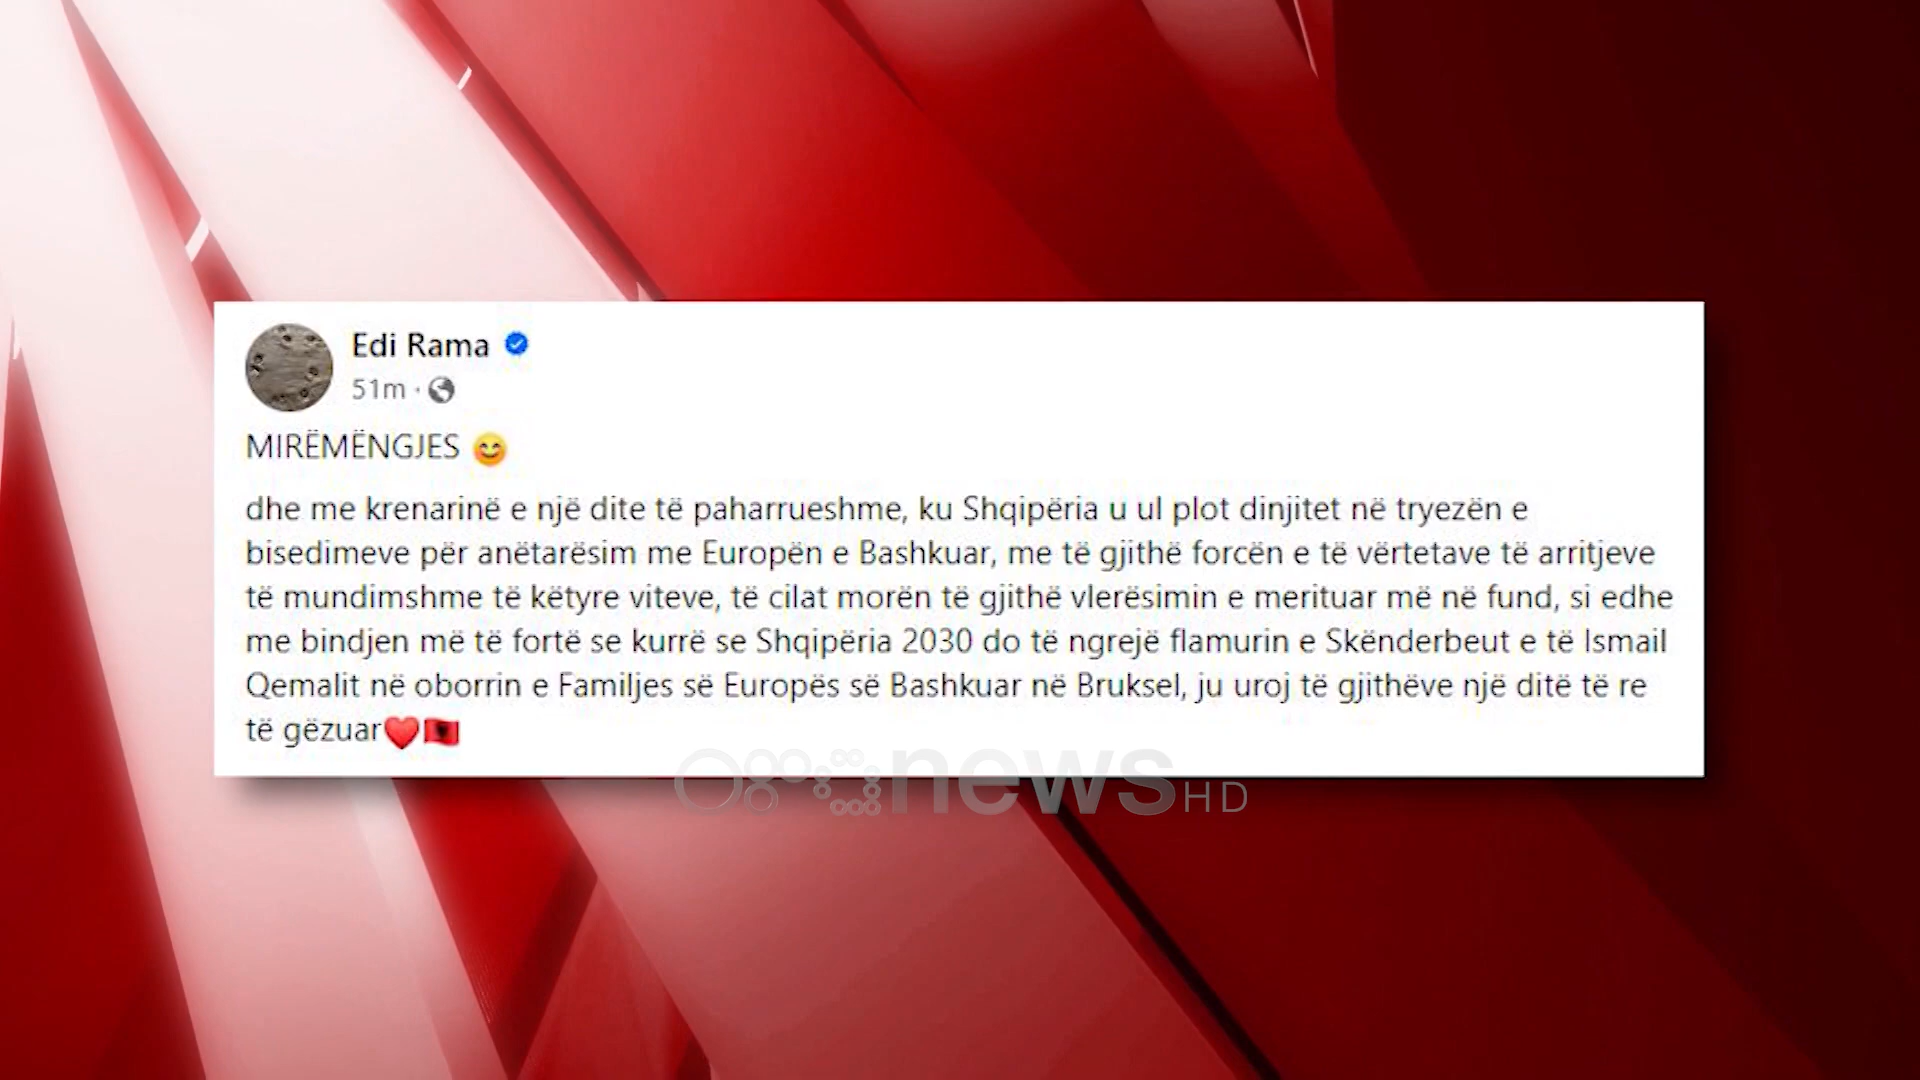 Edi Rama
51m ·
MIRËMËNGJES 😊
dhe me krenarinë e një dite të paharrueshme, ku Shqipëria u ul plot dinjitet në tryezën e
bisedimeve për anëtarësim me Europën e Bashkuar, me të gjithë forcën e të vërtetave të arritjeve
të mundimshme të këtyre viteve, të cilat morën të gjithë vlerësimin e merituar më në fund, si edhe
me bindjen më të fortë se kurrë se Shqipëria 2030 do të ngrejë flamurin e Skënderbeut e të Ismail
Qemalit në oborrin e Familjes së Europës së Bashkuar në Bruksel, ju uroj të gjithëve një ditë të re
të gëzuar❤️🇦🇱
news HD